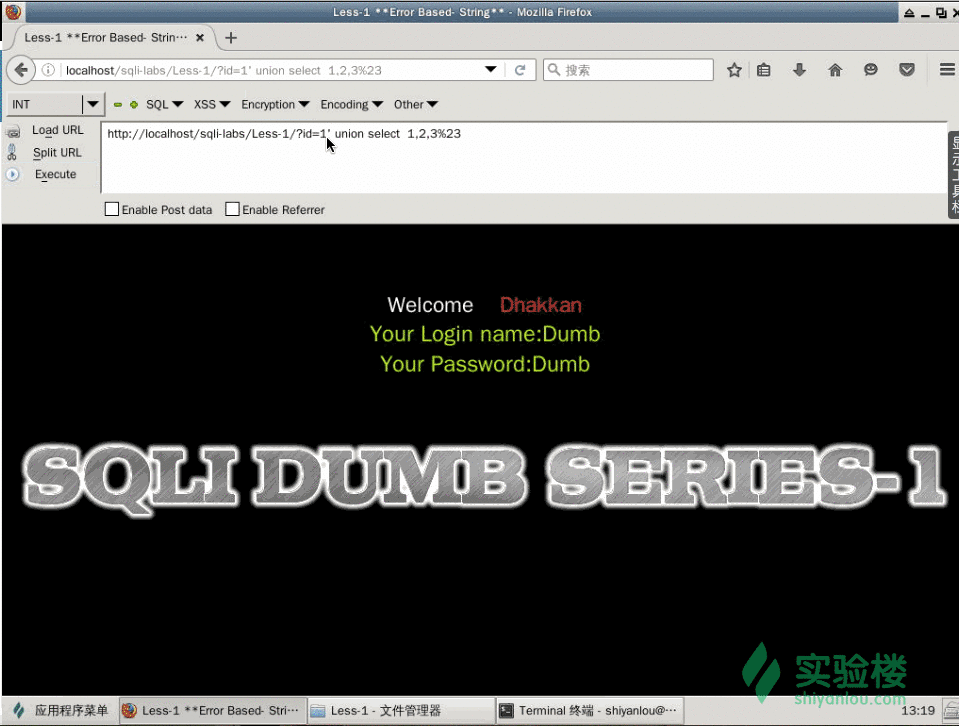 Less-1 **Error Based- String** - Mozilla Firefox
Less-1 **Error Based- Strin···
localhost/sqli-labs/Less-1/?id=1' union select  1,2,3%23
搜索
INT
SQL XSS Encryption Encoding Other
Load URL
http://localhost/sqli-labs/Less-1/?id=1' union select  1,2,3%23
Split URL
Execute
显示工具栏
Enable Post data Enable Referrer
Welcome Dhakkan
Your Login name:Dumb
Your Password:Dumb
SQLI DUMB SERIES-1
实验楼
shiyanlou.com
应用程序菜单 Less-1 **Error Based- Stri··· Less-1 - 文件管理器 Terminal 终端 - shiyanlou@··· 13:19